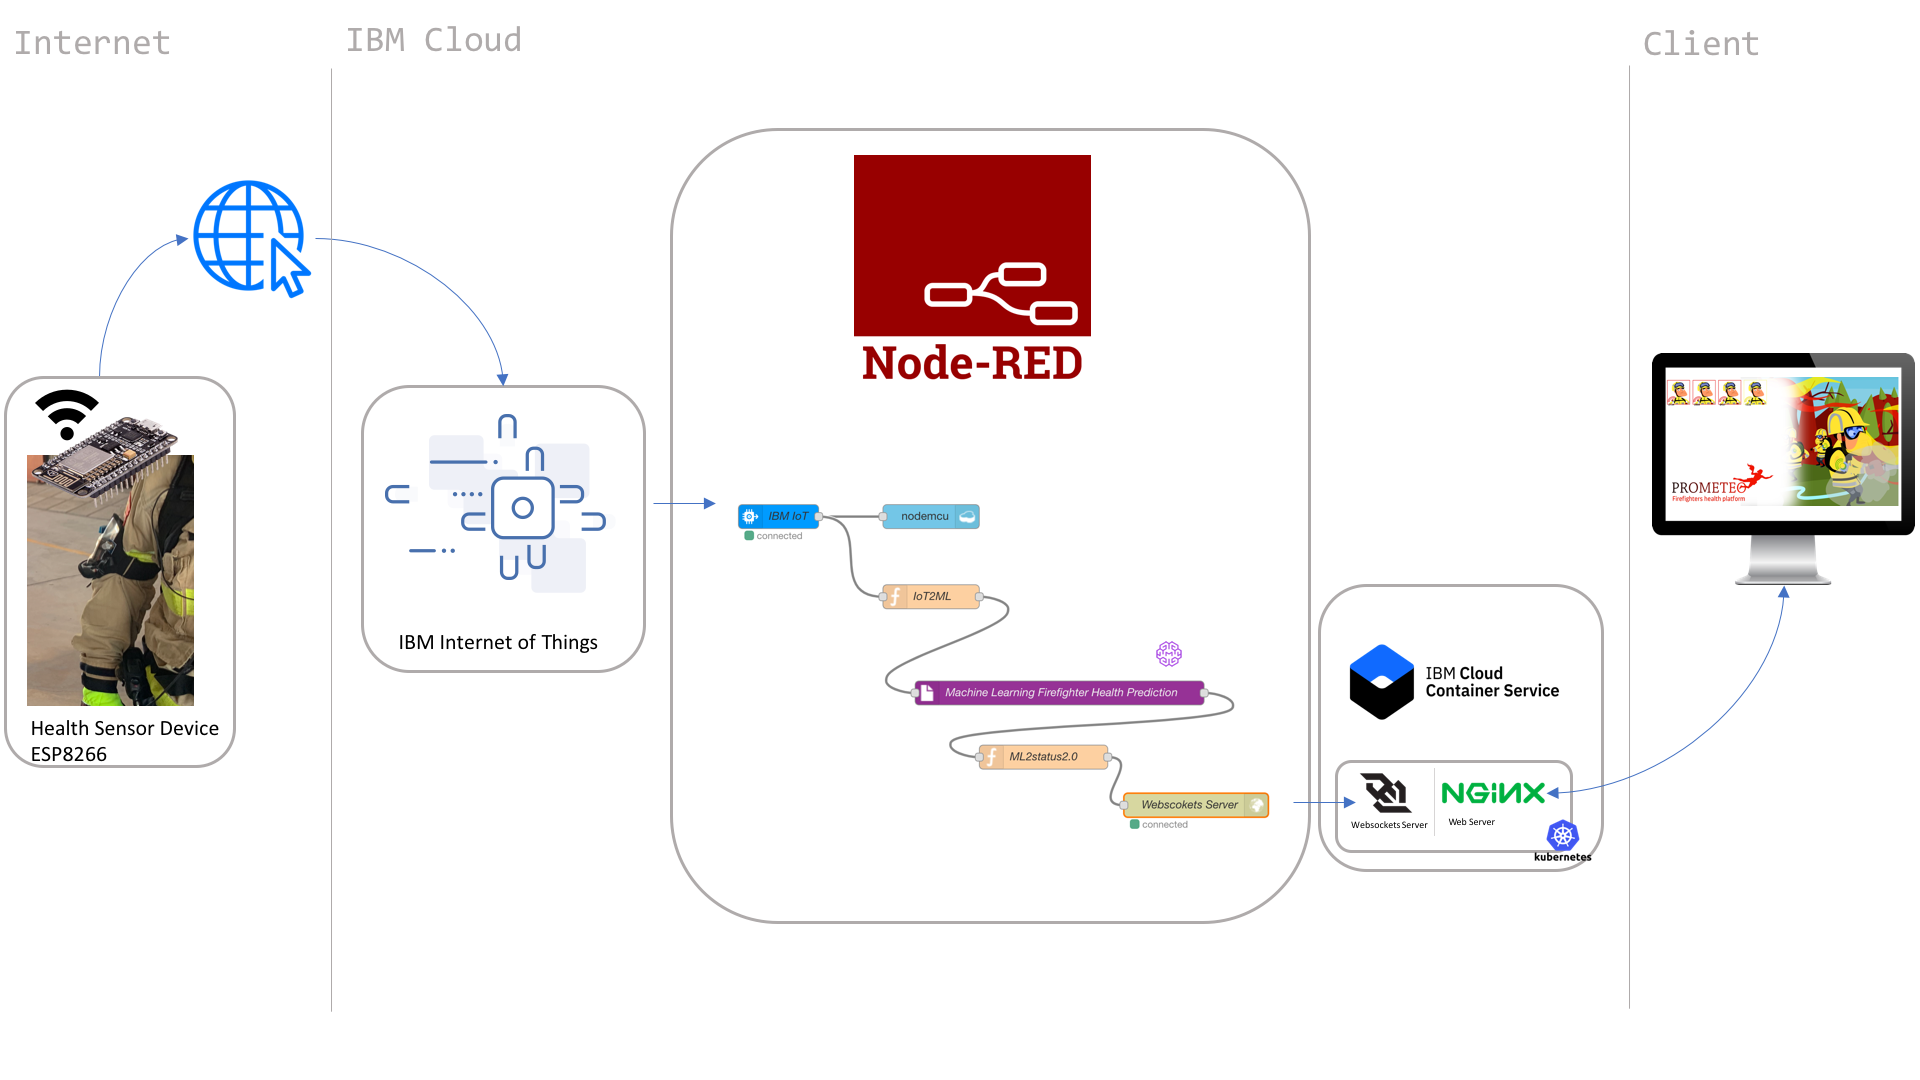 Internet
IBM Cloud
Client
Node-RED
Health Sensor Device
ESP8266
IBM Internet of Things
IBM IoT
connected
nodemcu
IoT2ML
Machine Learning Firefighter Health Prediction
ML2status2.0
Webscokets Server
connected
IBM Cloud
Container Service
Websockets Server
NGINX
Web Server
kubernetes
PROMETEO
Firefighters health platform